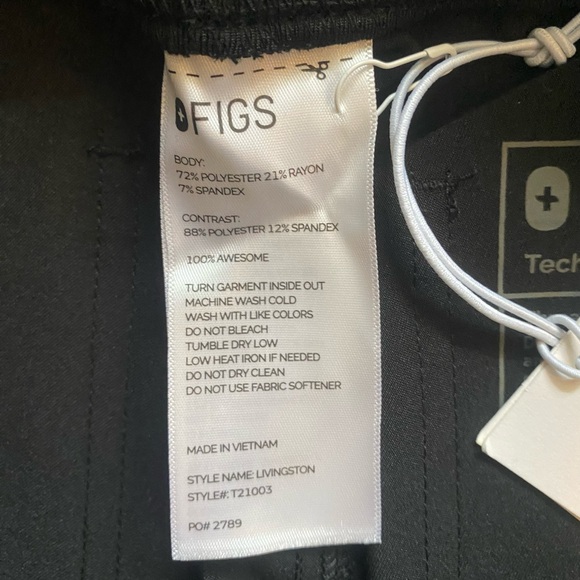 FIGS
BODY:
72% POLYESTER 21% RAYON
7% SPANDEX
CONTRAST:
88% POLYESTER 12% SPANDEX
100% AWESOME
TURN GARMENT INSIDE OUT
MACHINE WASH COLD
WASH WITH LIKE COLORS
DO NOT BLEACH
TUMBLE DRY LOW
LOW HEAT IRON IF NEEDED
DO NOT DRY CLEAN
DO NOT USE FABRIC SOFTENER
MADE IN VIETNAM
STYLE NAME: LIVINGSTON
STYLE#: T21003
PO# 2789
Tech